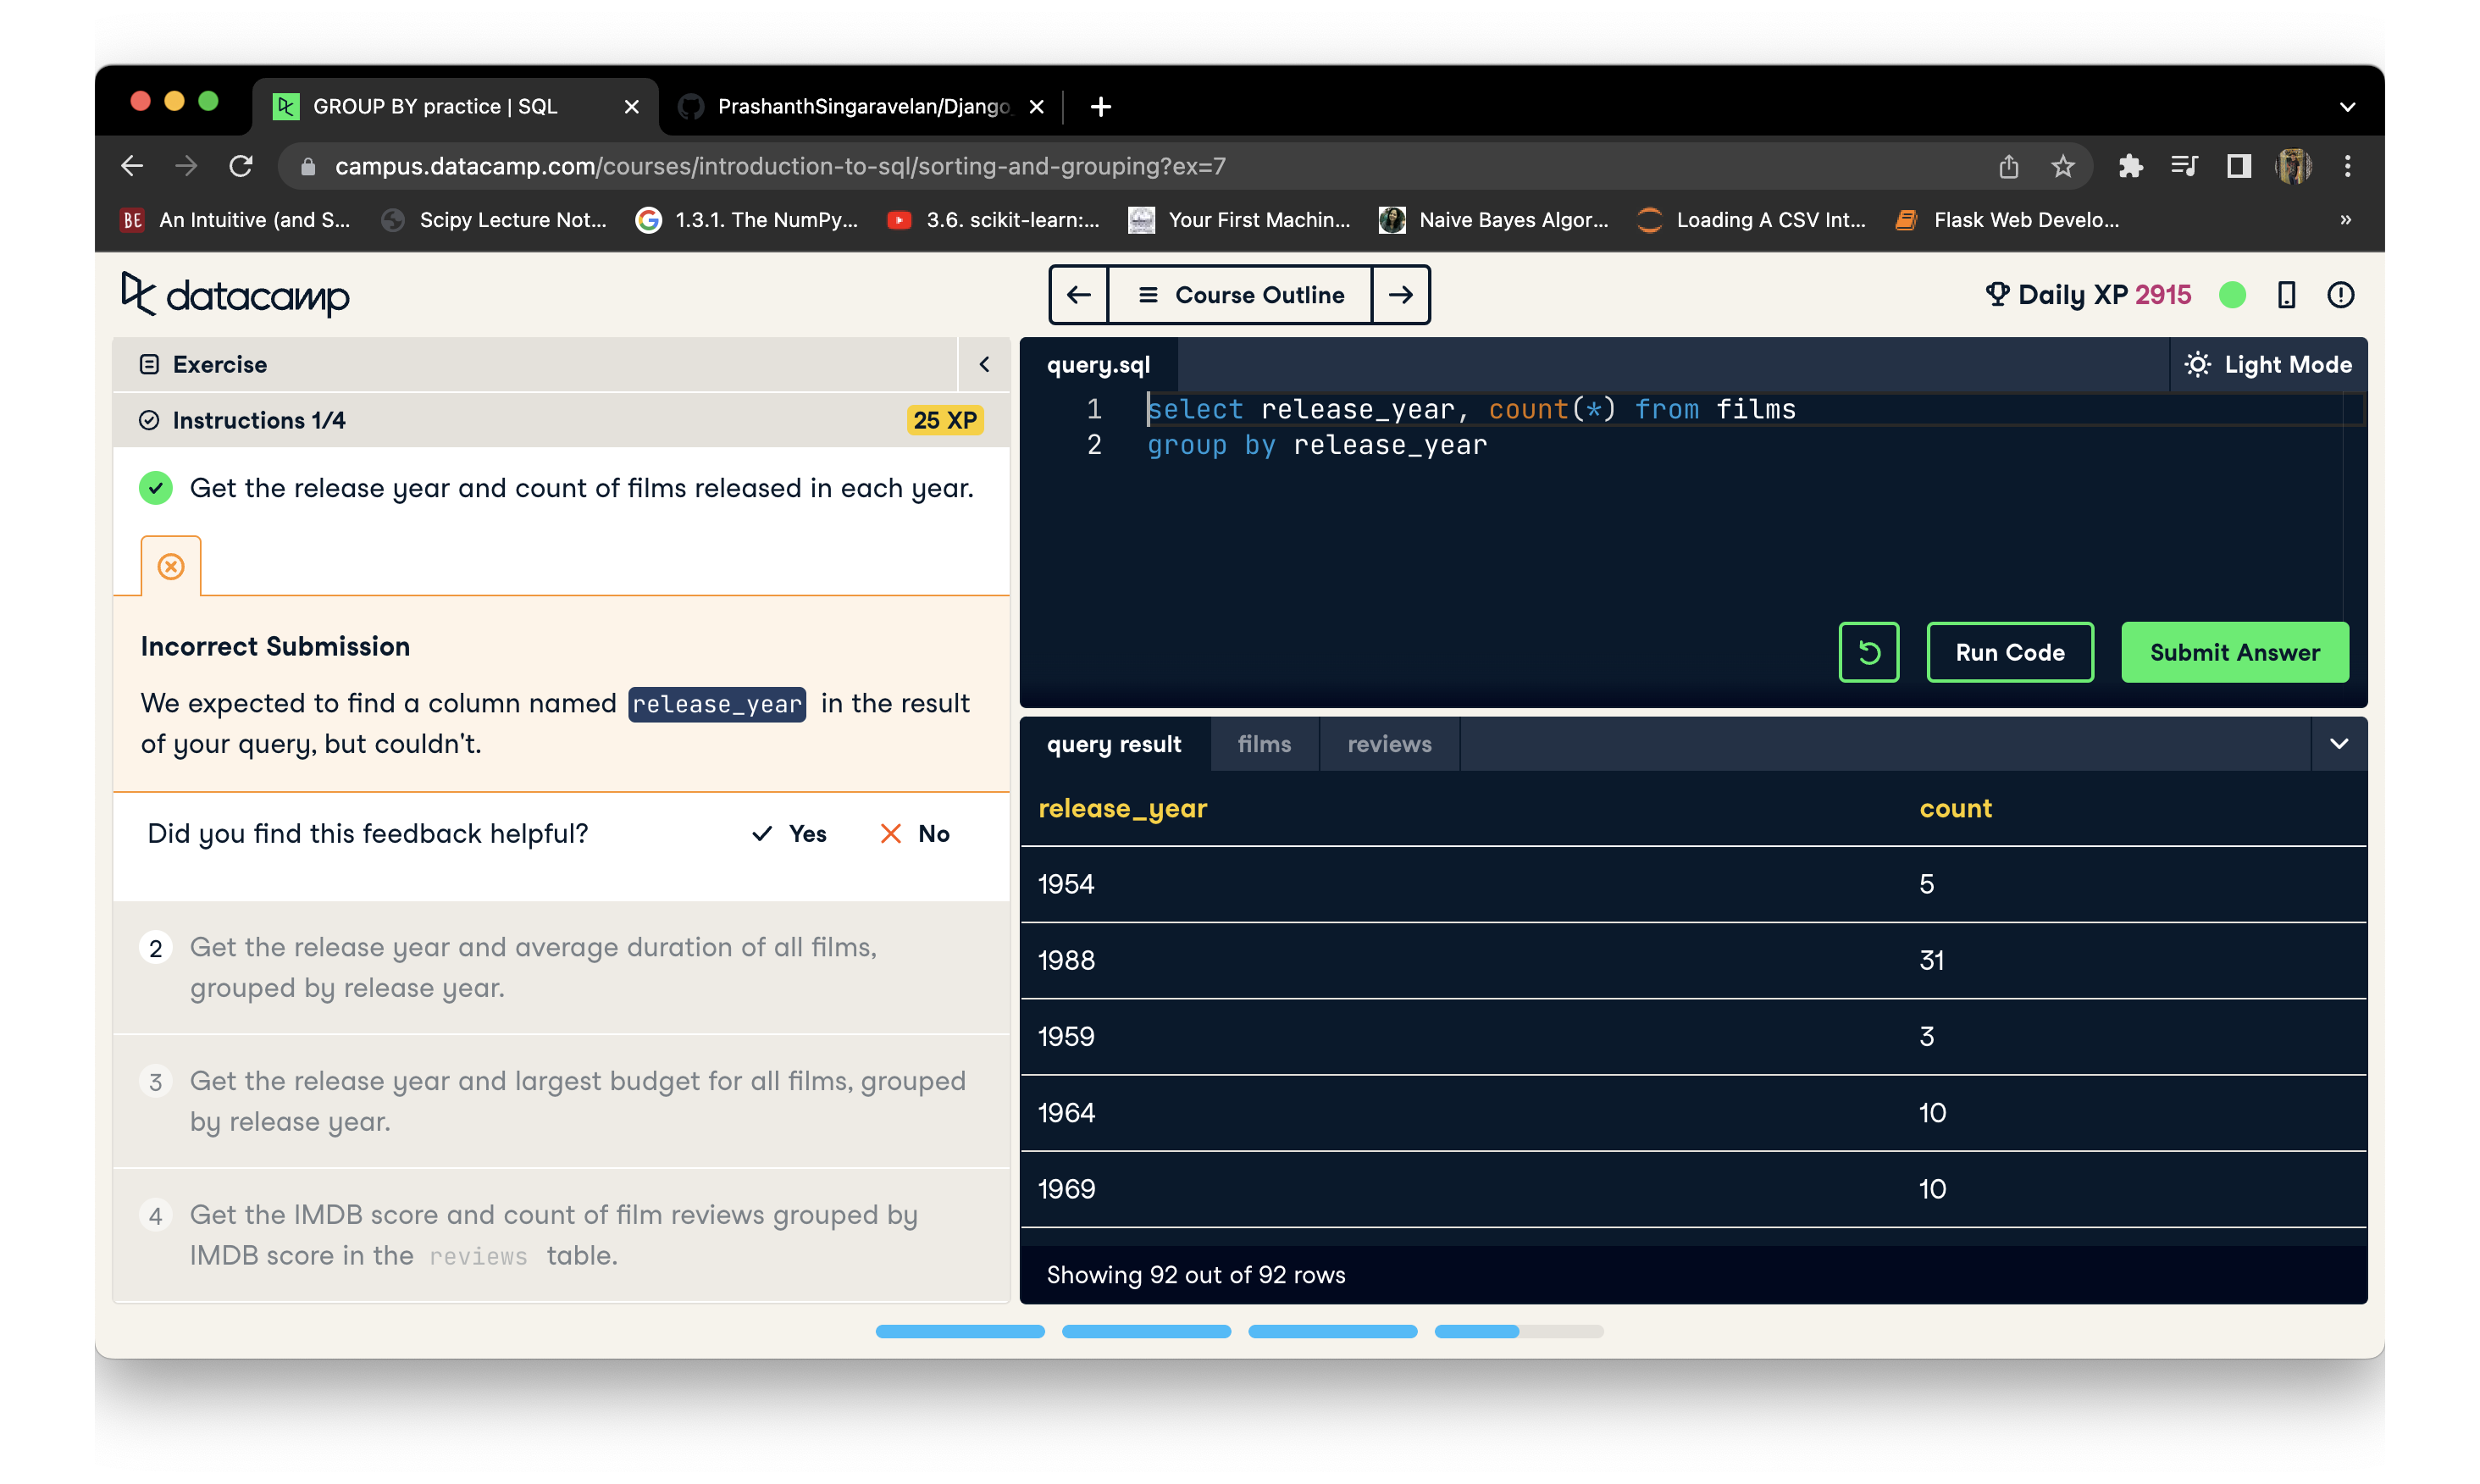 GROUP BY practice | SQL
PrashanthSingaravelan/Django_
campus.datacamp.com/courses/introduction-to-sql/sorting-and-grouping?ex=7
BE An Intuitive (and S...
Scipy Lecture Not...
1.3.1. The NumPy...
3.6. scikit-learn:...
Your First Machin...
Naive Bayes Algor...
Loading A CSV Int...
Flask Web Develo...
»
datacamp
Course Outline
Daily XP 2915
Exercise
Instructions 1/4
25 XP
Get the release year and count of films released in each year.
Incorrect Submission
We expected to find a column named release_year in the result
of your query, but couldn't.
Did you find this feedback helpful?
Yes
No
2 Get the release year and average duration of all films,
grouped by release year.
3 Get the release year and largest budget for all films, grouped
by release year.
4 Get the IMDB score and count of film reviews grouped by
IMDB score in the reviews table.
query.sql
Light Mode
1 select release_year, count(*) from films
2 group by release_year
Run Code
Submit Answer
query result
films
reviews
release_year count
1954 5
1988 31
1959 3
1964 10
1969 10
Showing 92 out of 92 rows